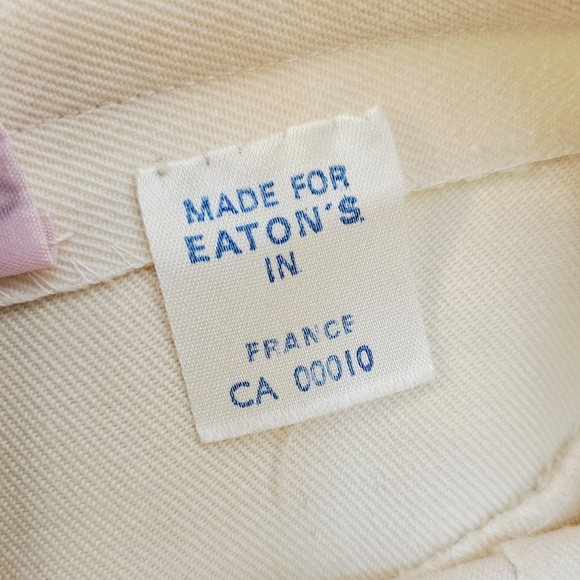 MADE FOR
EATON'S
IN
FRANCE
CA 00010